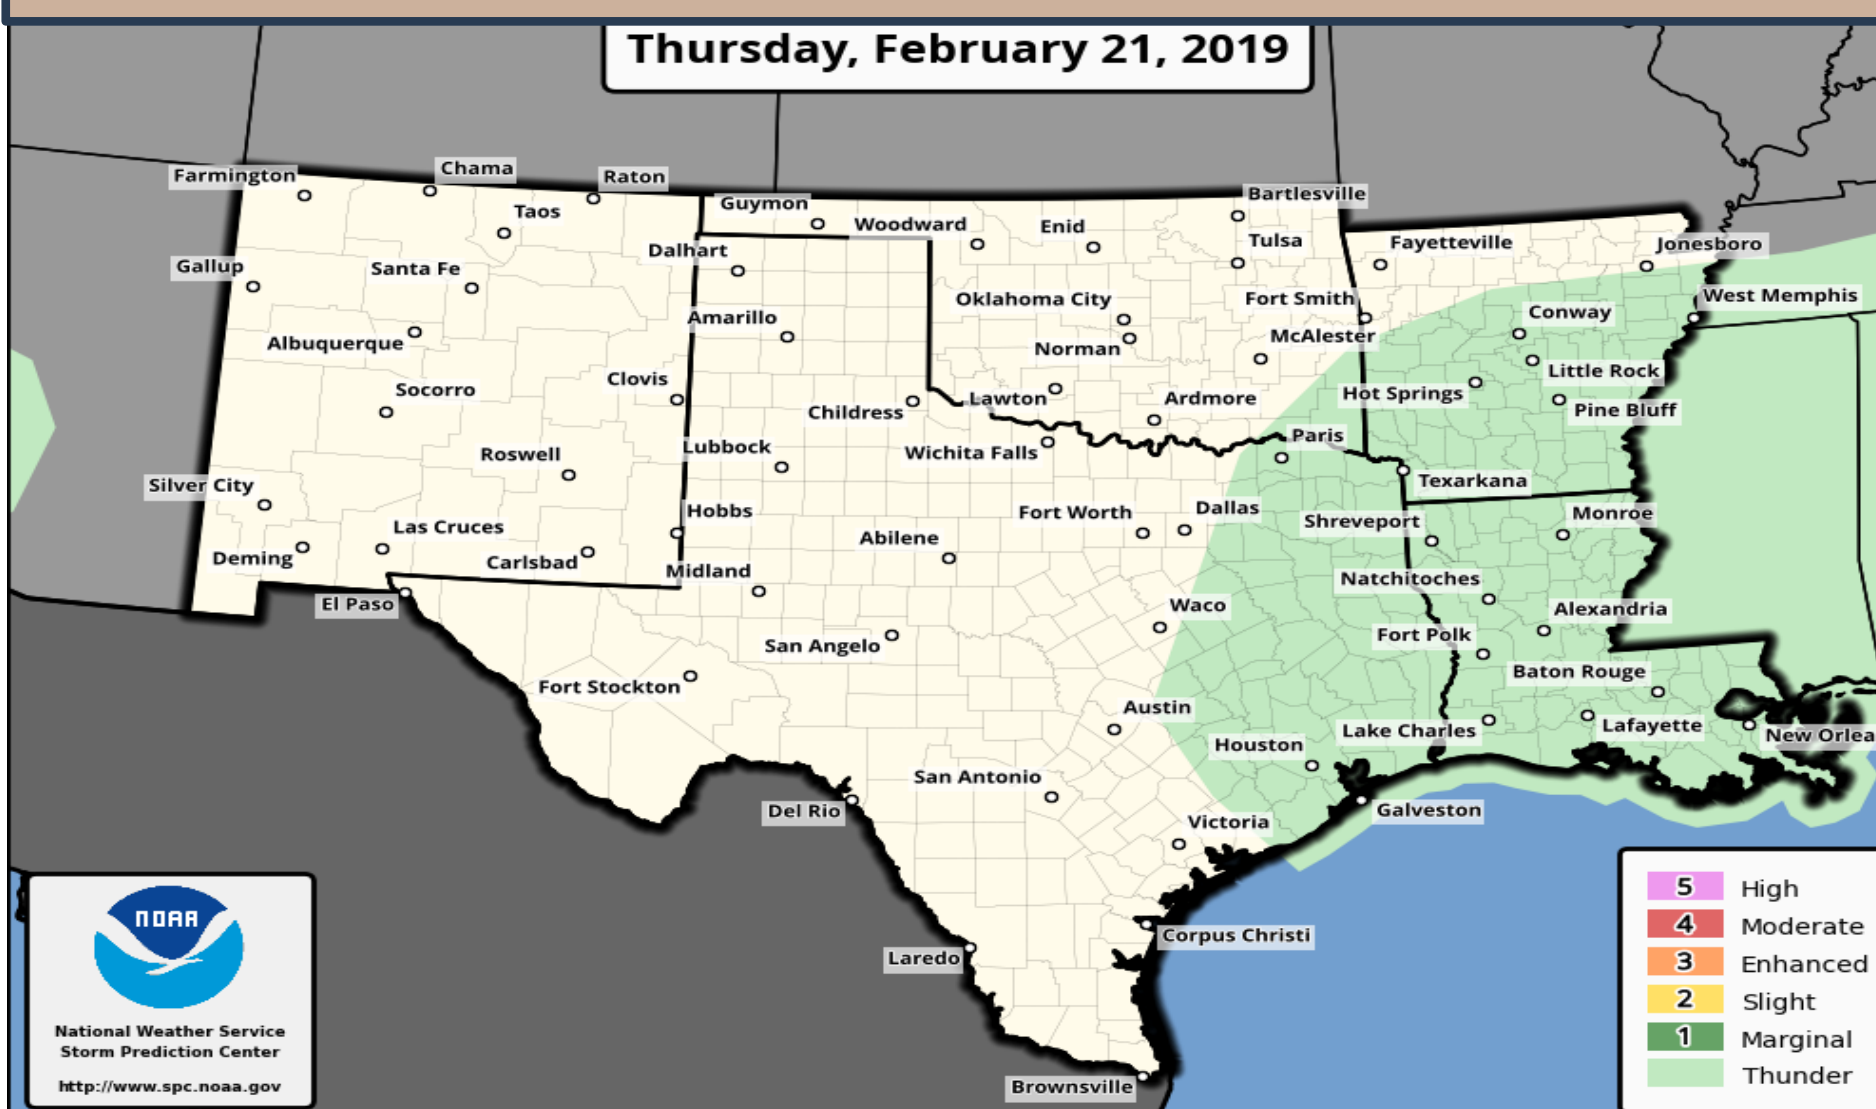 Thursday, February 21, 2019
Chama
Farmington
Raton
Bartlesville
Guymon
Taos
Woodward
Enid
Tulsa
Fayetteville
Jonesboro
Dalhart
Gallup
Santa Fe
Oklahoma City
Fort Smith
West Memphis
Amarillo
Conway
McAlester
Albuquerque
Norman
Little Rock
Clovis
Socorro
Hot Springs
Lawton
Ardmore
Childress
Pine Bluff
Paris
Lubbock
Wichita Falls
Roswell
Texarkana
Silver City
Hobbs
Fort Worth
Dallas
Monroe
Shreveport
Las Cruces
Abilene
Deming
Carlsbad
Midland
Natchitoches
El Paso
Waco
Alexandria
Fort Polk
San Angelo
Baton Rouge
Fort Stockton
Austin
Lafayette
Lake Charles
New Orlea
Houston
San Antonio
Del Rio
Galveston
Victoria
Corpus Christi
Laredo
Brownsville
NOAA
National Weather Service
Storm Prediction Center
http://www.spc.noaa.gov
5 High
4 Moderate
3 Enhanced
2 Slight
1 Marginal
Thunder